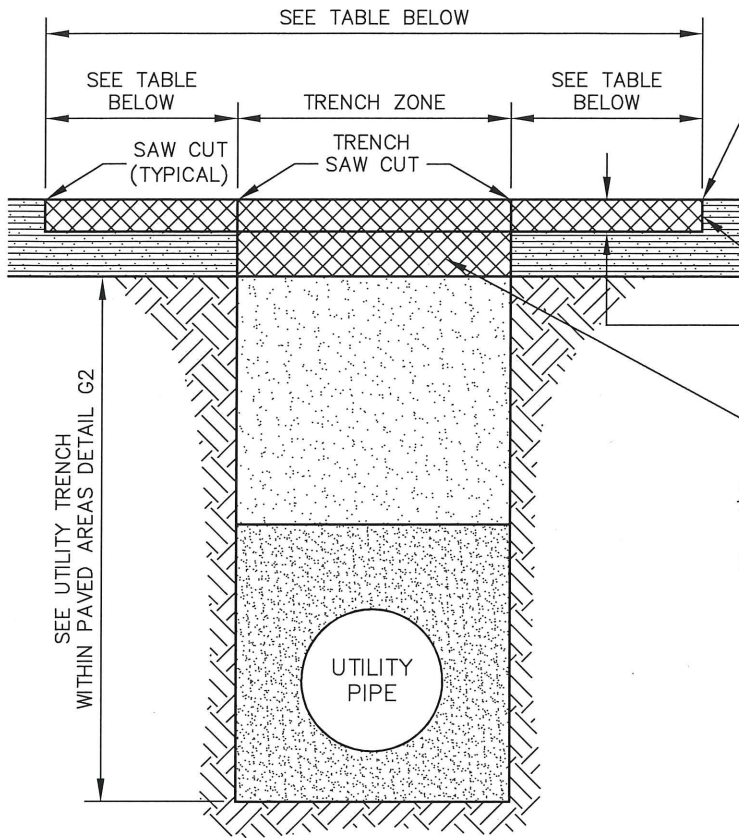 SEE TABLE BELOW
SEE TABLE
BELOW
TRENCH ZONE
SEE TABLE
BELOW
SAW CUT
(TYPICAL)
TRENCH
SAW CUT
SEE UTILITY TRENCH
WITHIN PAVED AREAS DETAIL G2
UTILITY
PIPE